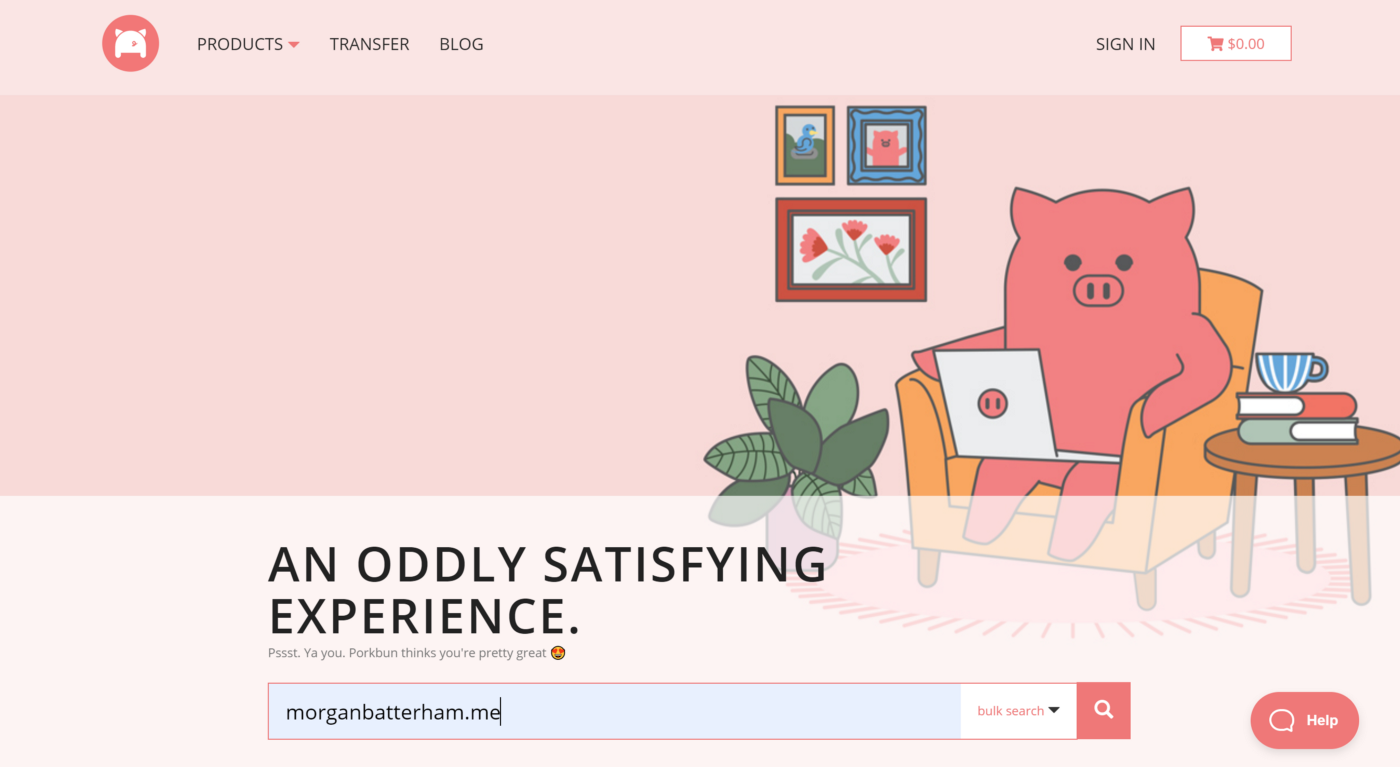 PRODUCTS TRANSFER BLOG SIGN IN $0.00
AN ODDLY SATISFYING
EXPERIENCE.
Pssst. Ya you. Porkbun thinks you're pretty great 😍
morganbatterham.me bulk search
Help